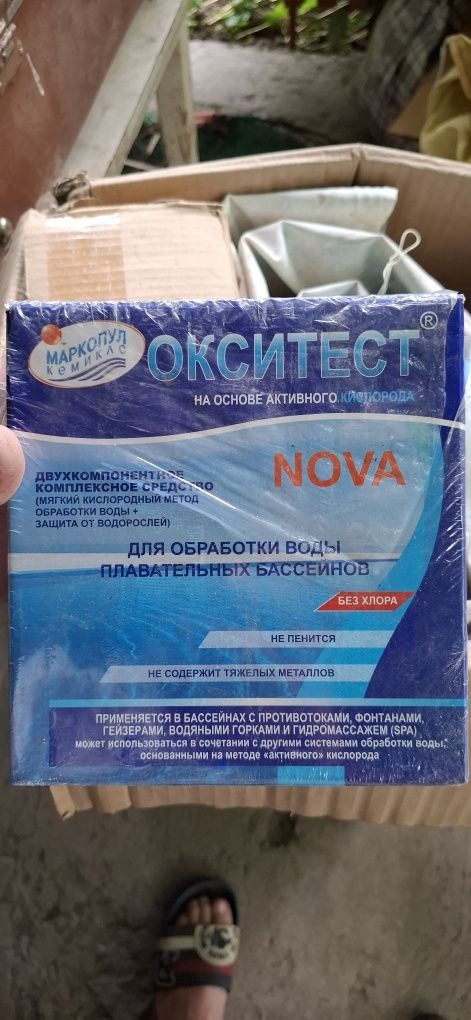 МАРКОПУЛ
КЕМИКЛС
ОКСИТЕСТ®
НА ОСНОВЕ АКТИВНОГО КИСЛОРОДА
NOVA
ДВУХКОМПОНЕНТНОЕ
КОМПЛЕКСНОЕ СРЕДСТВО
(МЯГКИЙ КИСЛОРОДНЫЙ МЕТОД
ОБРАБОТКИ ВОДЫ +
ЗАЩИТА ОТ ВОДОРОСЛЕЙ)
ДЛЯ ОБРАБОТКИ ВОДЫ
ПЛАВАТЕЛЬНЫХ БАССЕЙНОВ
БЕЗ ХЛОРА
НЕ ПЕНИТСЯ
НЕ СОДЕРЖИТ ТЯЖЕЛЫХ МЕТАЛЛОВ
ПРИМЕНЯЕТСЯ В БАССЕЙНАХ С ПРОТИВОТОКАМИ, ФОНТАНАМИ,
ГЕЙЗЕРАМИ, ВОДЯНЫМИ ГОРКАМИ И ГИДРОМАССАЖЕМ (SPA)
может использоваться в сочетании с другими системами обработки воды,
основанными на методе «активного» кислорода